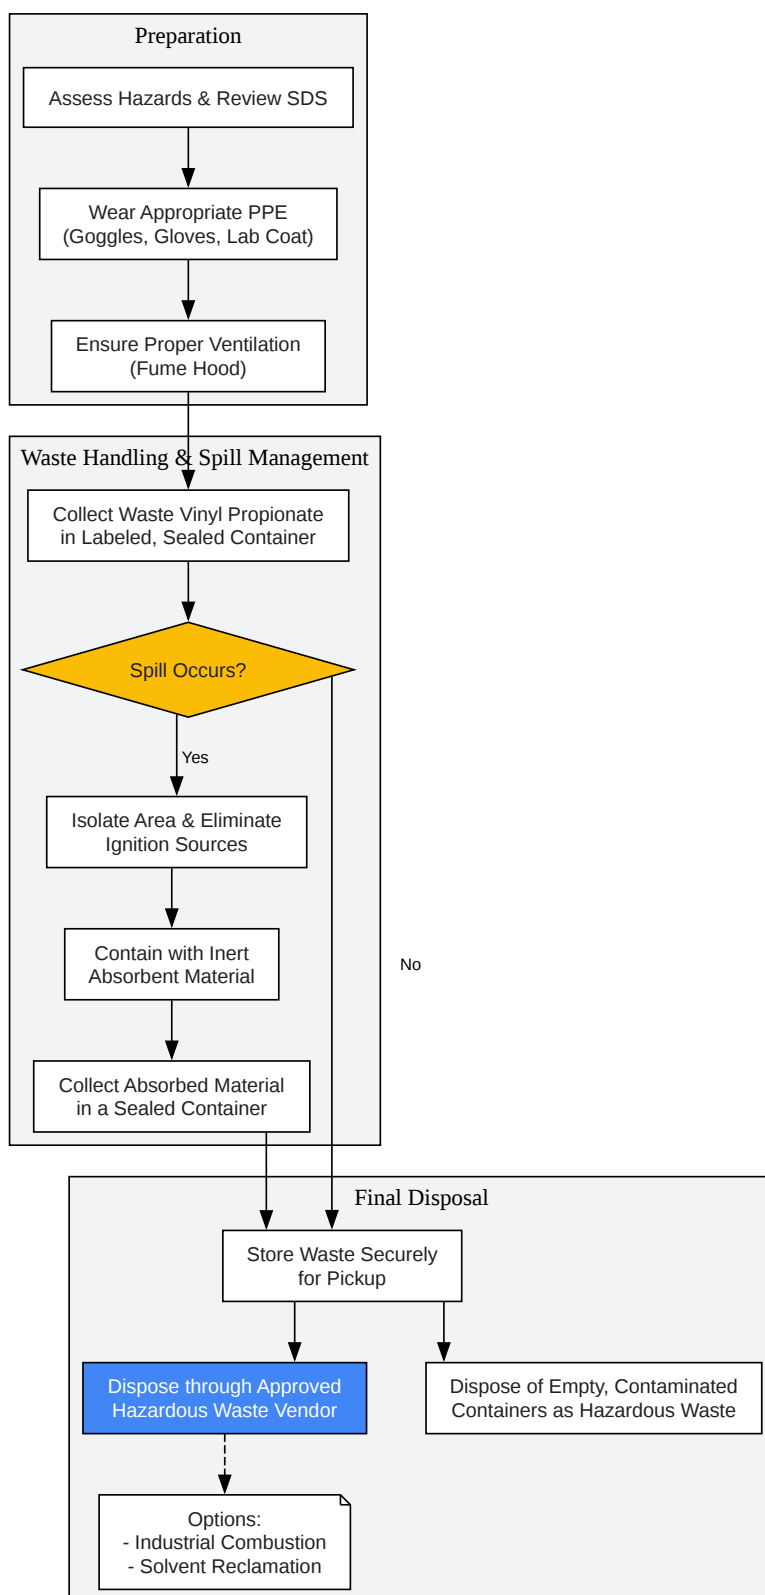 Preparation
Assess Hazards & Review SDS
Wear Appropriate PPE
(Goggles, Gloves, Lab Coat)
Ensure Proper Ventilation
(Fume Hood)
Waste Handling & Spill Management
Collect Waste Vinyl Propionate
in Labeled, Sealed Container
Spill Occurs?
Yes
Isolate Area & Eliminate
Ignition Sources
Contain with Inert
Absorbent Material
No
Collect Absorbed Material
in a Sealed Container
Final Disposal
Store Waste Securely
for Pickup
Dispose through Approved
Hazardous Waste Vendor
Dispose of Empty, Contaminated
Containers as Hazardous Waste
Options:
- Industrial Combustion
- Solvent Reclamation